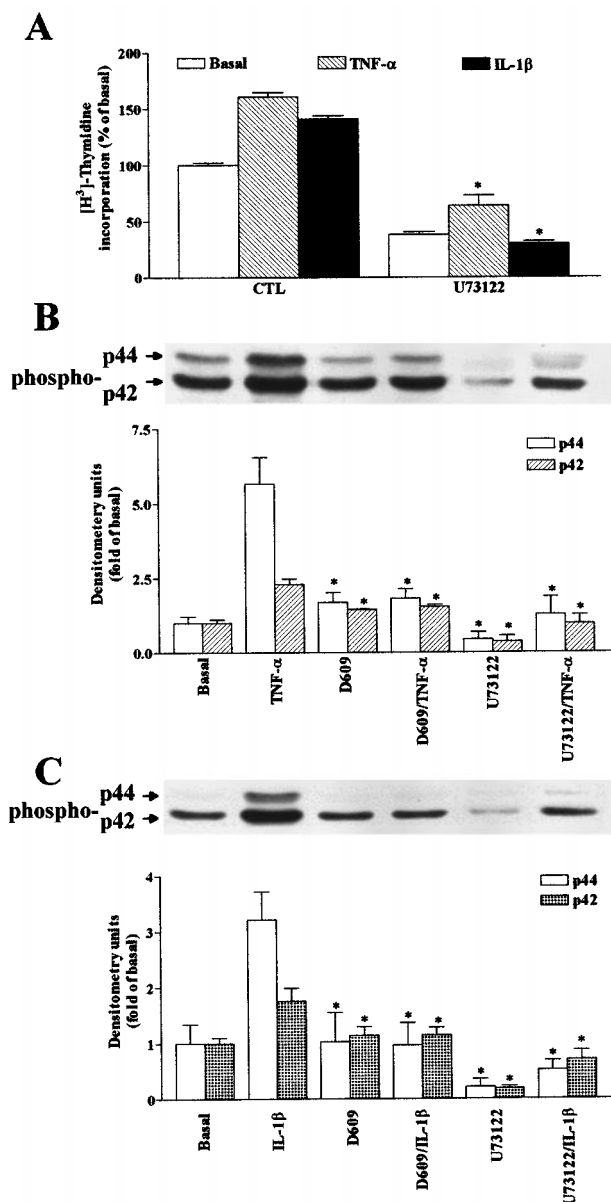 A
Basal TNF-α IL-1β
[H³]-Thymidine
incorporation (% of basal)
200
150
100
50
0
CTL U73122
* *
B
phospho-
p44
p42
p44
p42
Densitometery units
(fold of basal)
7.5
5.0
2.5
0.0
* * * * * * * *
Basal
TNF-α
D609
D609/TNF-α
U73122
U73122/TNF-α
C
phospho-
p44
p42
p44
p42
Densitometry units
(fold of basal)
4
3
2
1
0
* * * * * * * *
Basal
IL-1β
D609
D609/IL-1β
U73122
U73122/IL-1β